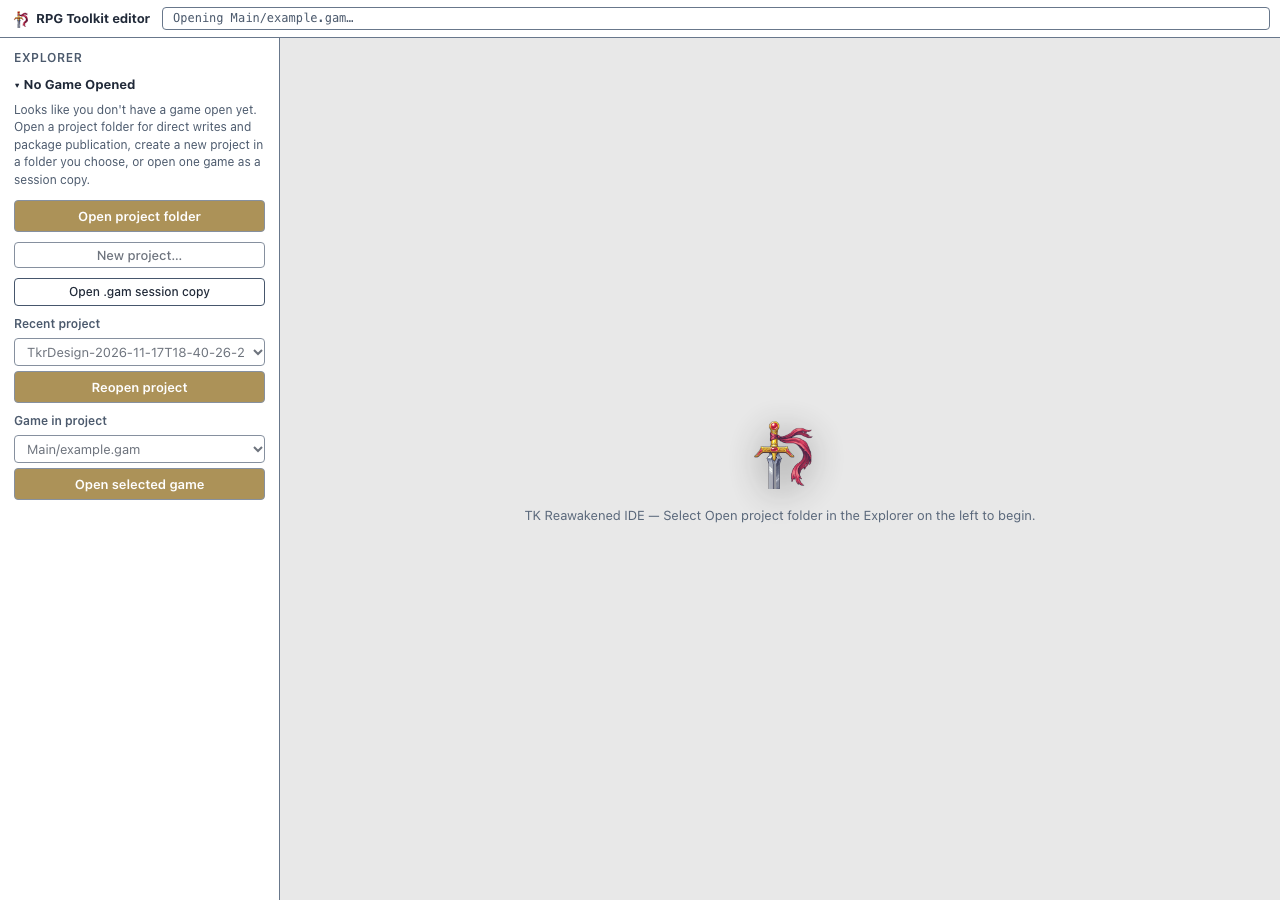 RPG Toolkit editor
Opening Main/example.gam…
EXPLORER
▾ No Game Opened
Looks like you don't have a game open yet.
Open a project folder for direct writes and
package publication, create a new project in
a folder you choose, or open one game as a
session copy.
Open project folder
New project...
Open .gam session copy
Recent project
TkrDesign-2026-11-17T18-40-26-2
Reopen project
Game in project
Main/example.gam
Open selected game
TK Reawakened IDE — Select Open project folder in the Explorer on the left to begin.